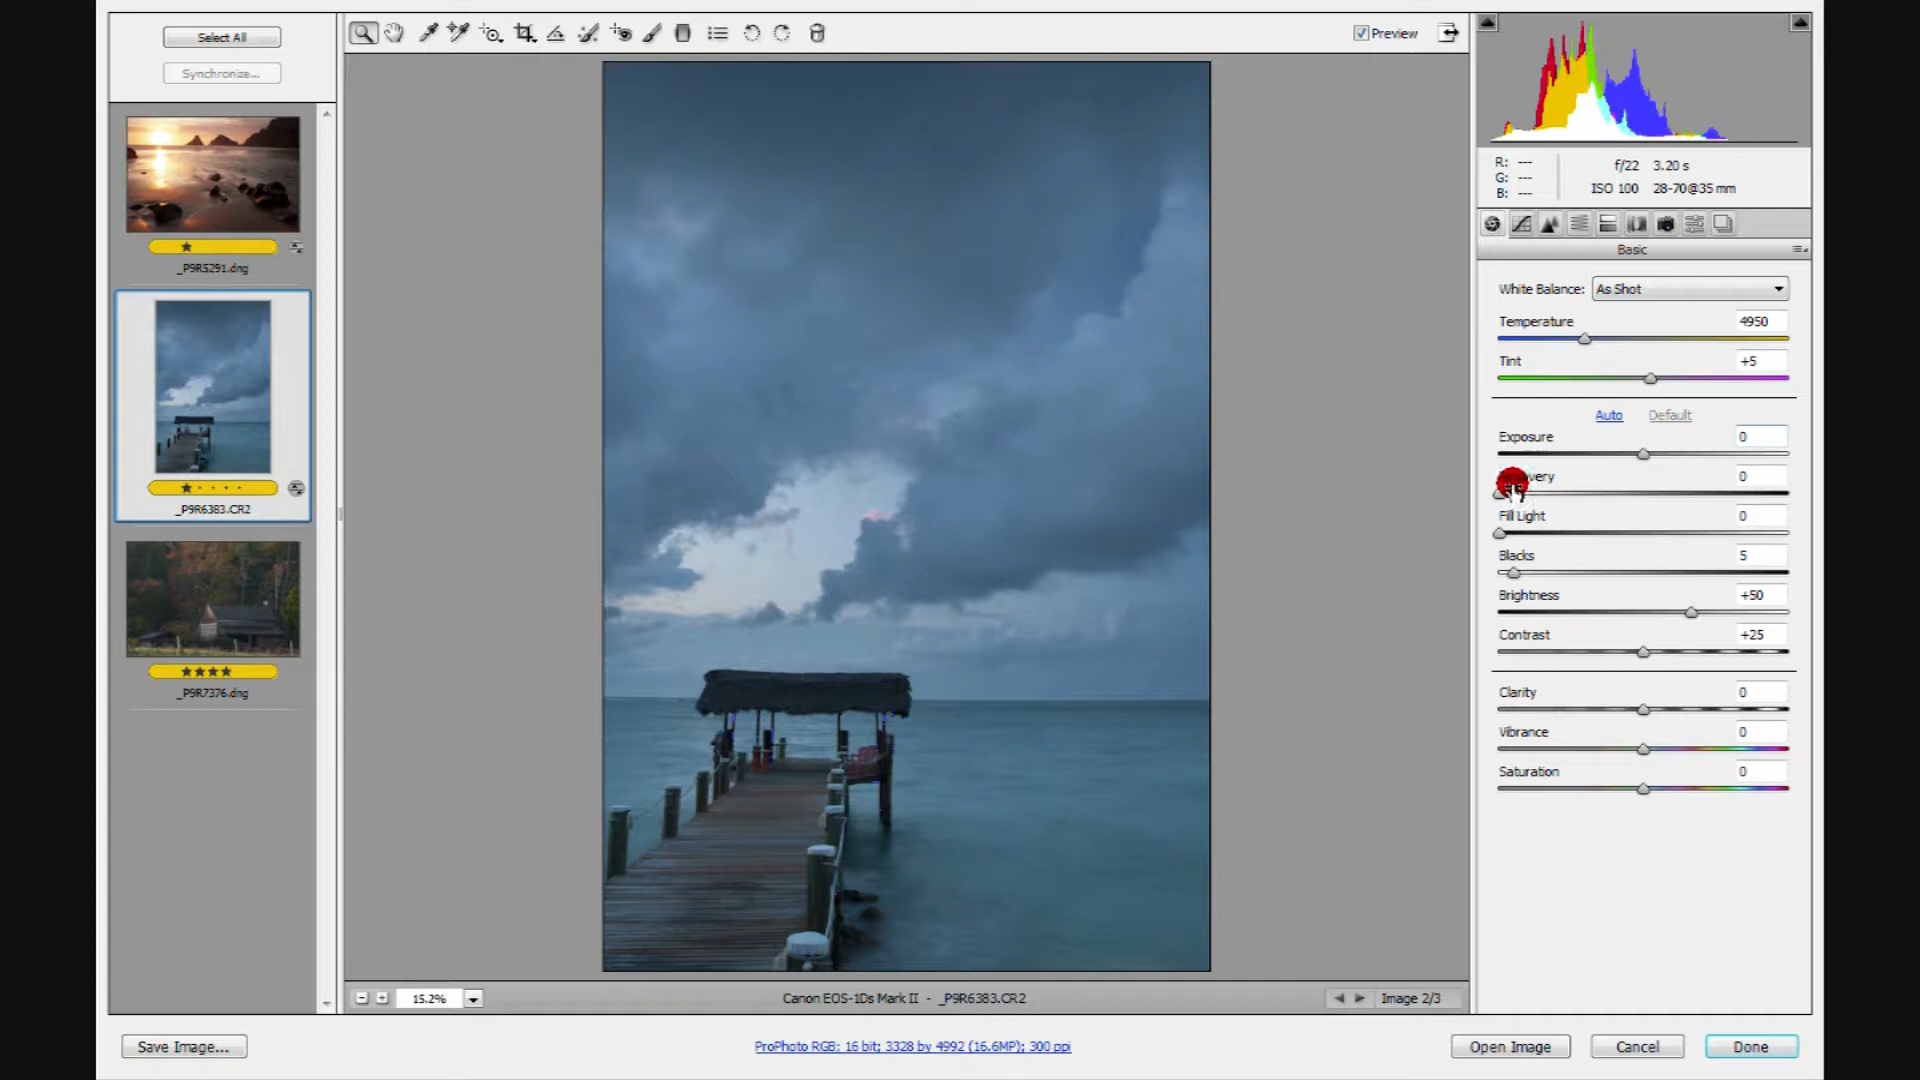 Select All
Synchronize...
_P9R5291.dng
_P9R6383.CR2
_P9R7376.dng
Preview
R: ---
G: ---
B: ---
f/22 3.20 s
ISO 100 28-70@35 mm
Basic
White Balance: As Shot
Temperature 4950
Tint +5
Auto Default
Exposure 0
very 0
Fill Light 0
Blacks 5
Brightness +50
Contrast +25
Clarity 0
Vibrance 0
Saturation 0
15.2%
Canon EOS-1Ds Mark II - _P9R6383.CR2
Image 2/3
Save Image...
ProPhoto RGB; 16 bit; 3328 by 4992 (16.6MP); 300 ppi
Open Image
Cancel
Done